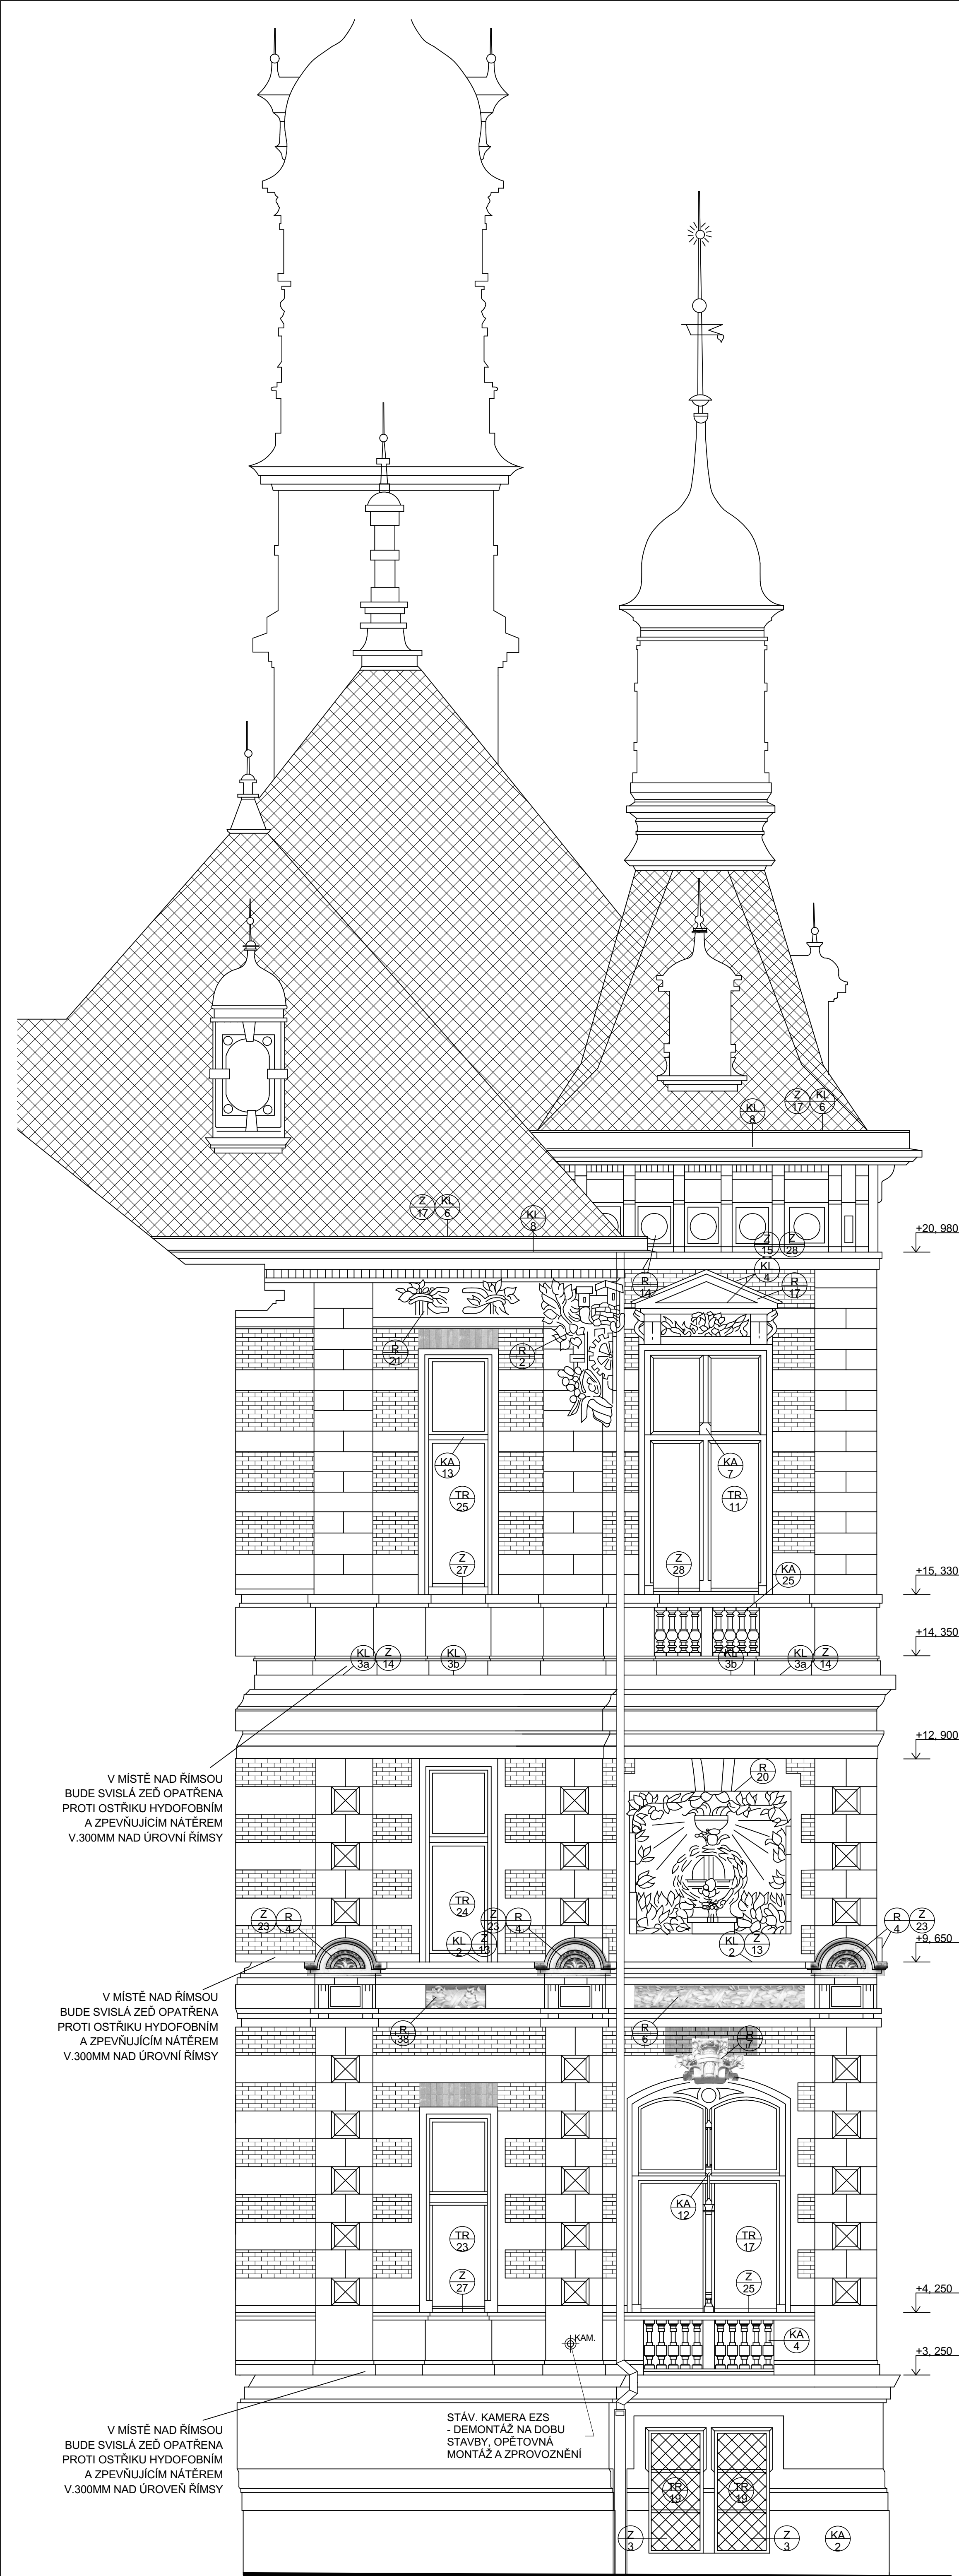 Z
17
KL
6
KL
8
Z
17
KL
6
KL
8
+20, 980
Z
15
Z
28
KL
4
R
14
R
17
R
21
R
2
KA
13
KA
7
TR
25
TR
11
Z
27
Z
28
KA
25
+15, 330
+14, 350
KL
3a
Z
14
KL
3b
KL
3b
KL
3a
Z
14
+12, 900
V MÍSTĚ NAD ŘÍMSOU
BUDE SVISLÁ ZEĎ OPATŘENA
PROTI OSTŘIKU HYDOFOBNÍM
A ZPEVŇUJÍCÍM NÁTĚREM
V.300MM NAD ÚROVNÍ ŘÍMSY
R
20
TR
24
Z
23
R
4
Z
23
R
4
R
4
Z
23
KL
2
Z
13
KL
2
Z
13
+9, 650
V MÍSTĚ NAD ŘÍMSOU
BUDE SVISLÁ ZEĎ OPATŘENA
PROTI OSTŘIKU HYDOFOBNÍM
A ZPEVŇUJÍCÍM NÁTĚREM
V.300MM NAD ÚROVNÍ ŘÍMSY
R
38
R
6
R
7
KA
12
TR
23
TR
17
Z
27
Z
25
+4, 250
KAM.
KA
4
+3, 250
STÁV. KAMERA EZS
- DEMONTÁŽ NA DOBU
STAVBY, OPĚTOVNÁ
MONTÁŽ A ZPROVOZNĚNÍ
V MÍSTĚ NAD ŘÍMSOU
BUDE SVISLÁ ZEĎ OPATŘENA
PROTI OSTŘIKU HYDOFOBNÍM
A ZPEVŇUJÍCÍM NÁTĚREM
V.300MM NAD ÚROVEŇ ŘÍMSY
TR
19
TR
19
Z
3
Z
3
KA
2